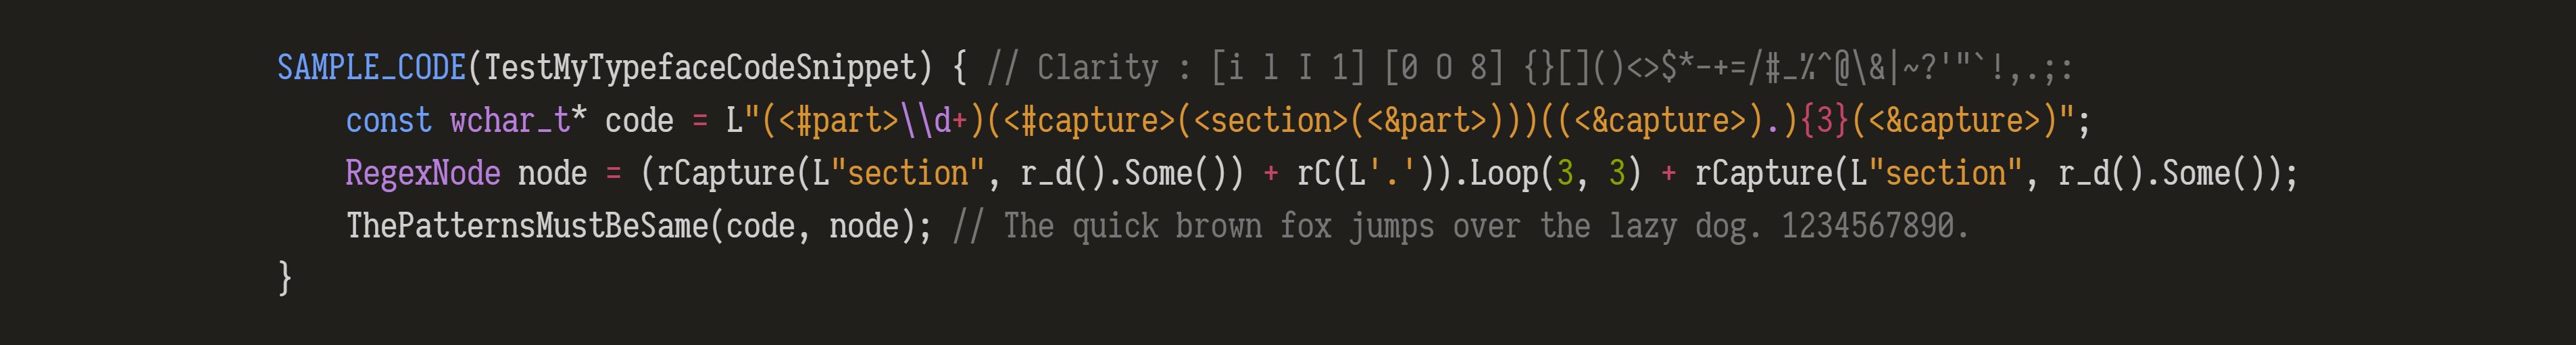 SAMPLE_CODE(TestMyTypefaceCodeSnippet) { // Clarity : [i l I 1] [0 O 8] {}[]()<>$*-+=/#_%^@\&|~?'"`!,.;:
    const wchar_t* code = L"(<#part>\\d+)(<#capture>(<section>(<&part>)))((<&capture>).){3}(<&capture>)";
    RegexNode node = (rCapture(L"section", r_d().Some()) + rC(L'.')).Loop(3, 3) + rCapture(L"section", r_d().Some());
    ThePatternsMustBeSame(code, node); // The quick brown fox jumps over the lazy dog. 1234567890.
}